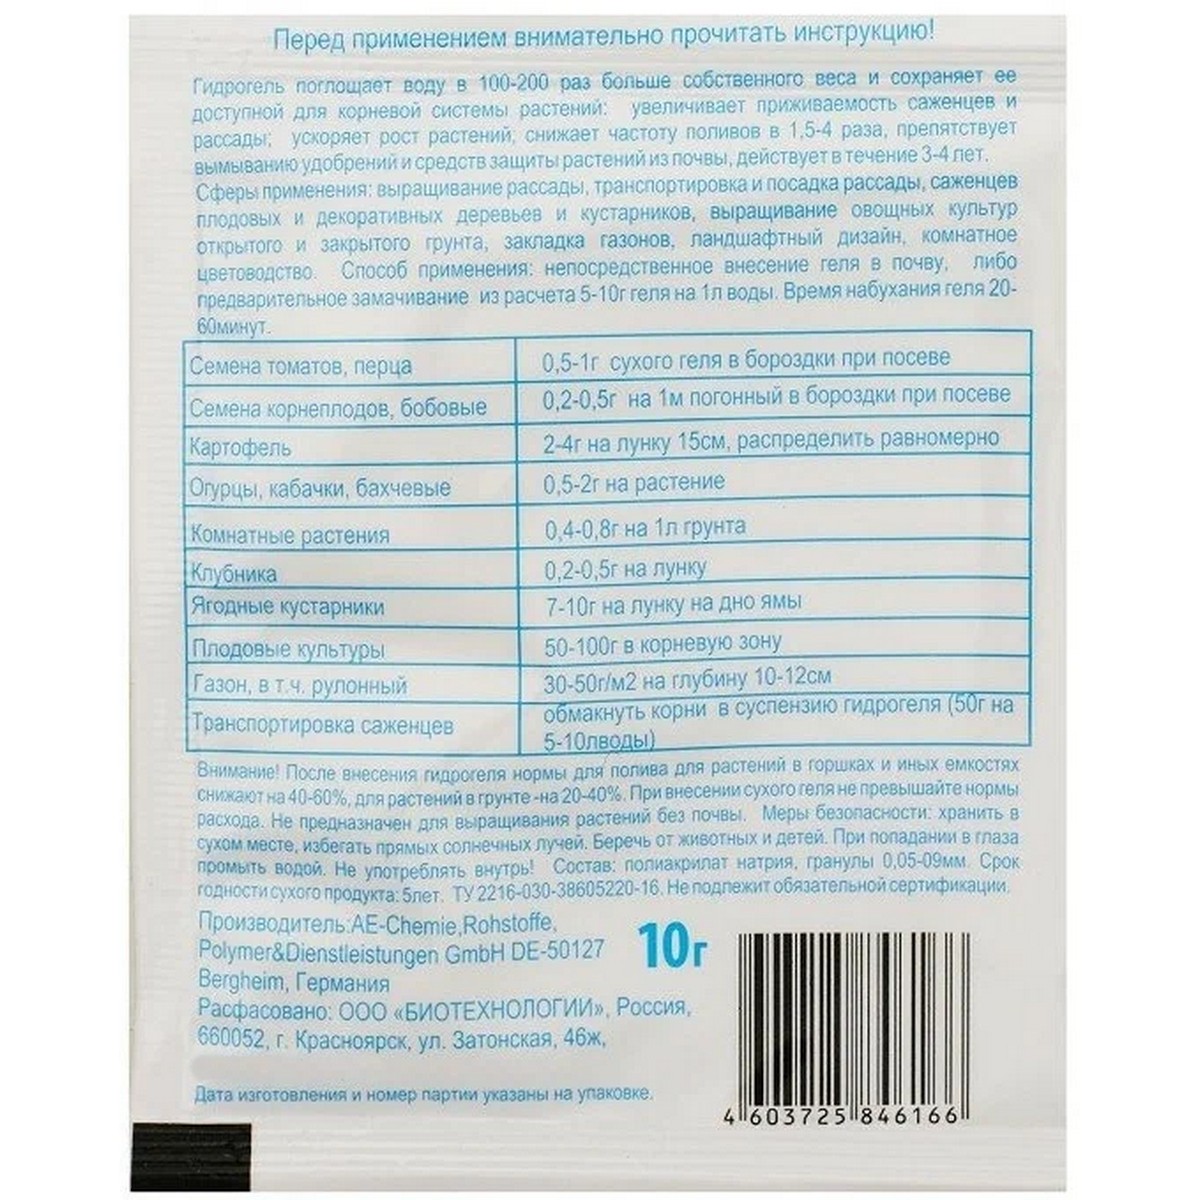 Перед применением внимательно прочитать инструкцию!
Гидрогель поглощает воду в 100-200 раз больше собственного веса и сохраняет ее
доступной для корневой системы растений: увеличивает приживаемость саженцев и
рассады; ускоряет рост растений; снижает частоту поливов в 1,5-4 раза, препятствует
вымыванию удобрений и средств защиты растений из почвы, действует в течение 3-4 лет.
Сферы применения: выращивание рассады, транспортировка и посадка рассады, саженцев
плодовых и декоративных деревьев и кустарников, выращивание овощных культур
открытого и закрытого грунта, закладка газонов, ландшафтный дизайн, комнатное
цветоводство. Способ применения: непосредственное внесение геля в почву, либо
предварительное замачивание из расчета 5-10г геля на 1л воды. Время набухания геля 20-
60минут.
Семена томатов, перца 0,5-1г сухого геля в бороздки при посеве
Семена корнеплодов, бобовые 0,2-0,5г на 1м погонный в бороздки при посеве
Картофель 2-4г на лунку 15см, распределить равномерно
Огурцы, кабачки, бахчевые 0,5-2г на растение
Комнатные растения 0,4-0,8г на 1л грунта
Клубника 0,2-0,5г на лунку
Ягодные кустарники 7-10г на лунку на дно ямы
Плодовые культуры 50-100г в корневую зону
Газон, в т.ч. рулонный 30-50г/м2 на глубину 10-12см
Транспортировка саженцев обмакнуть корни в суспензию гидрогеля (50г на
5-10лводы)
Внимание! После внесения гидрогеля нормы для полива для растений в горшках и иных емкостях
снижают на 40-60%, для растений в грунте -на 20-40%. При внесении сухого геля не превышайте нормы
расхода. Не предназначен для выращивания растений без почвы. Меры безопасности: хранить в
сухом месте, избегать прямых солнечных лучей. Беречь от животных и детей. При попадании в глаза
промыть водой. Не употреблять внутрь! Состав: полиакрилат натрия, гранулы 0,05-09мм. Срок
годности сухого продукта: 5лет. ТУ 2216-030-38605220-16. Не подлежит обязательной сертификации.
Производитель:AE-Chemie,Rohstoffe,
Polymer&Dienstleistungen GmbH DE-50127
Bergheim, Германия
Расфасовано: ООО «БИОТЕХНОЛОГИИ», Россия,
660052, г. Красноярск, ул. Затонская, 46ж,
10г
Дата изготовления и номер партии указаны на упаковке.
4 603725 846166